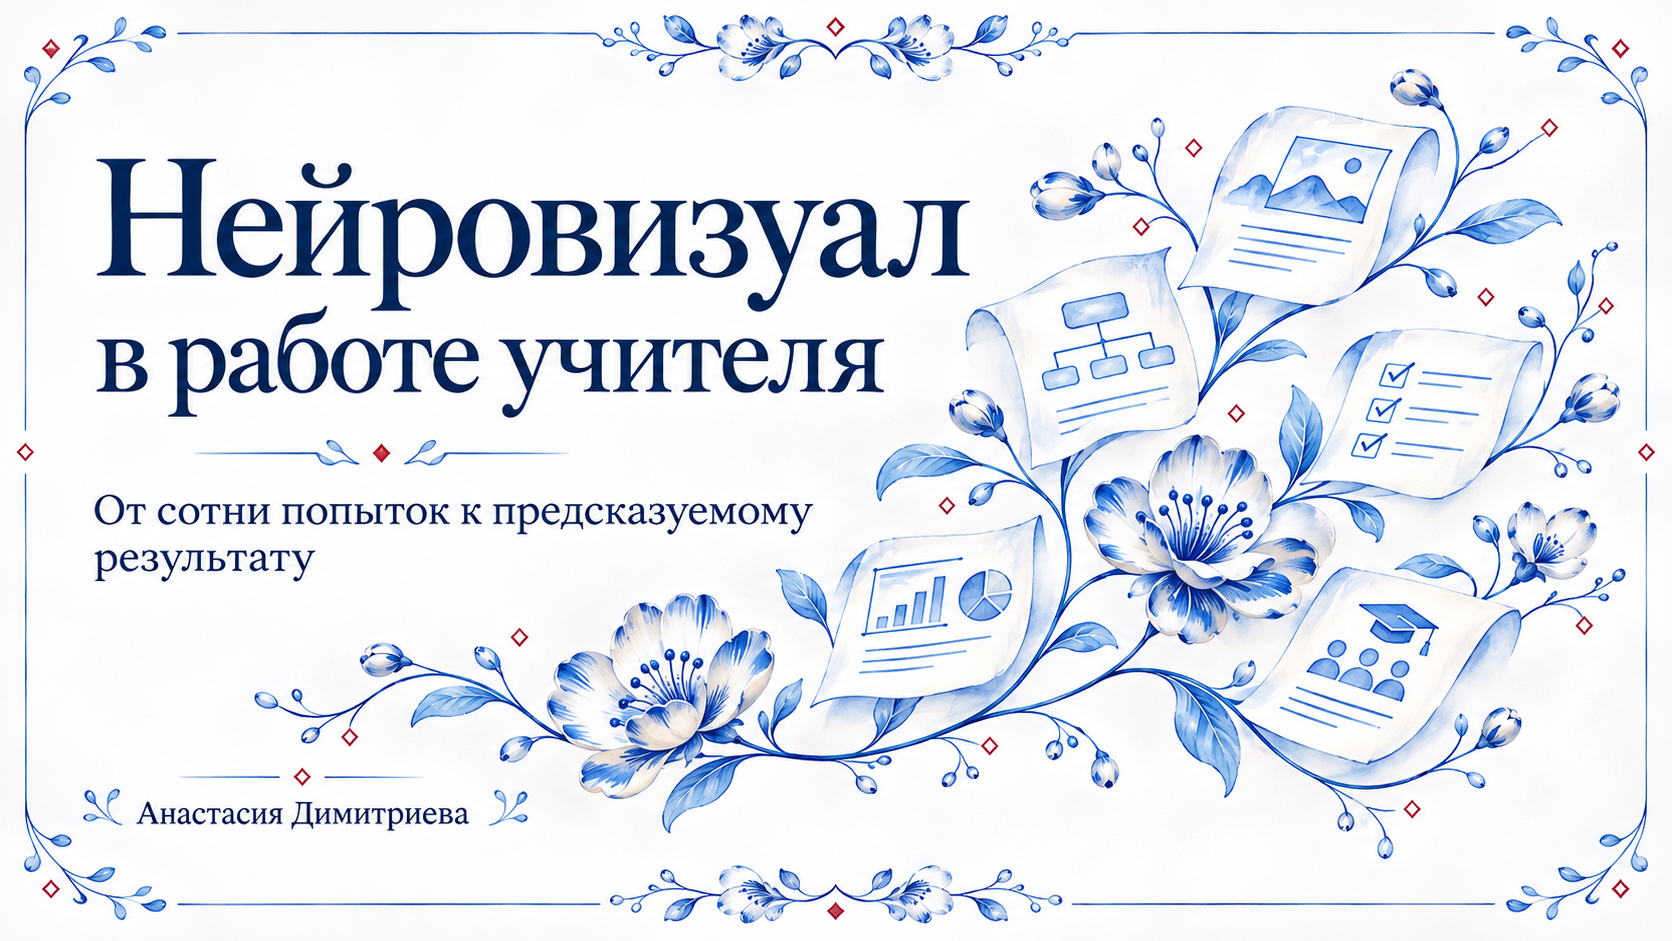 Нейровизуал
в работе учителя
От сотни попыток к предсказуемому
результату
Анастасия Димитриева